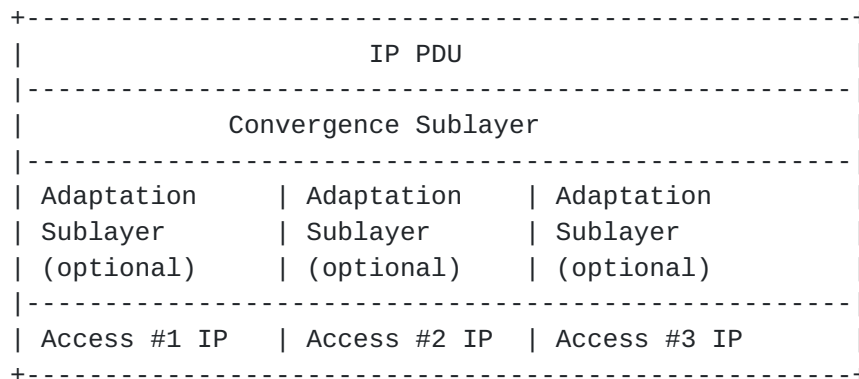 +-----------------------------------------------------+
|                      IP PDU                         |
|-----------------------------------------------------|
|             Convergence Sublayer                    |
|-----------------------------------------------------|
| Adaptation     | Adaptation    | Adaptation         |
| Sublayer       | Sublayer      | Sublayer           |
| (optional)     | (optional)    | (optional)         |
|-----------------------------------------------------|
| Access #1 IP   | Access #2 IP  | Access #3 IP       |
+-----------------------------------------------------+